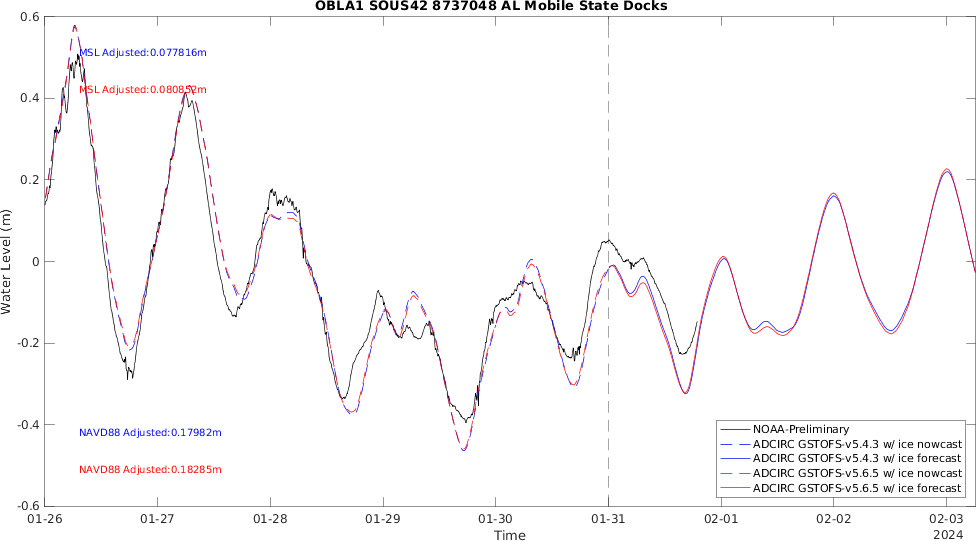 OBLA1 SOUS42 8737048 AL Mobile State Docks
MSL Adjusted:0.077816m
MSL Adjusted:0.080852m
NAVD88 Adjusted:0.17982m
NAVD88 Adjusted:0.18285m
Water Level (m)
0.6
0.4
0.2
0
-0.2
-0.4
-0.6
01-26 01-27 01-28 01-29 01-30 01-31 02-01 02-02 02-03
Time
2024
NOAA-Preliminary
ADCIRC GSTOFS-v5.4.3 w/ ice nowcast
ADCIRC GSTOFS-v5.4.3 w/ ice forecast
ADCIRC GSTOFS-v5.6.5 w/ ice nowcast
ADCIRC GSTOFS-v5.6.5 w/ ice forecast